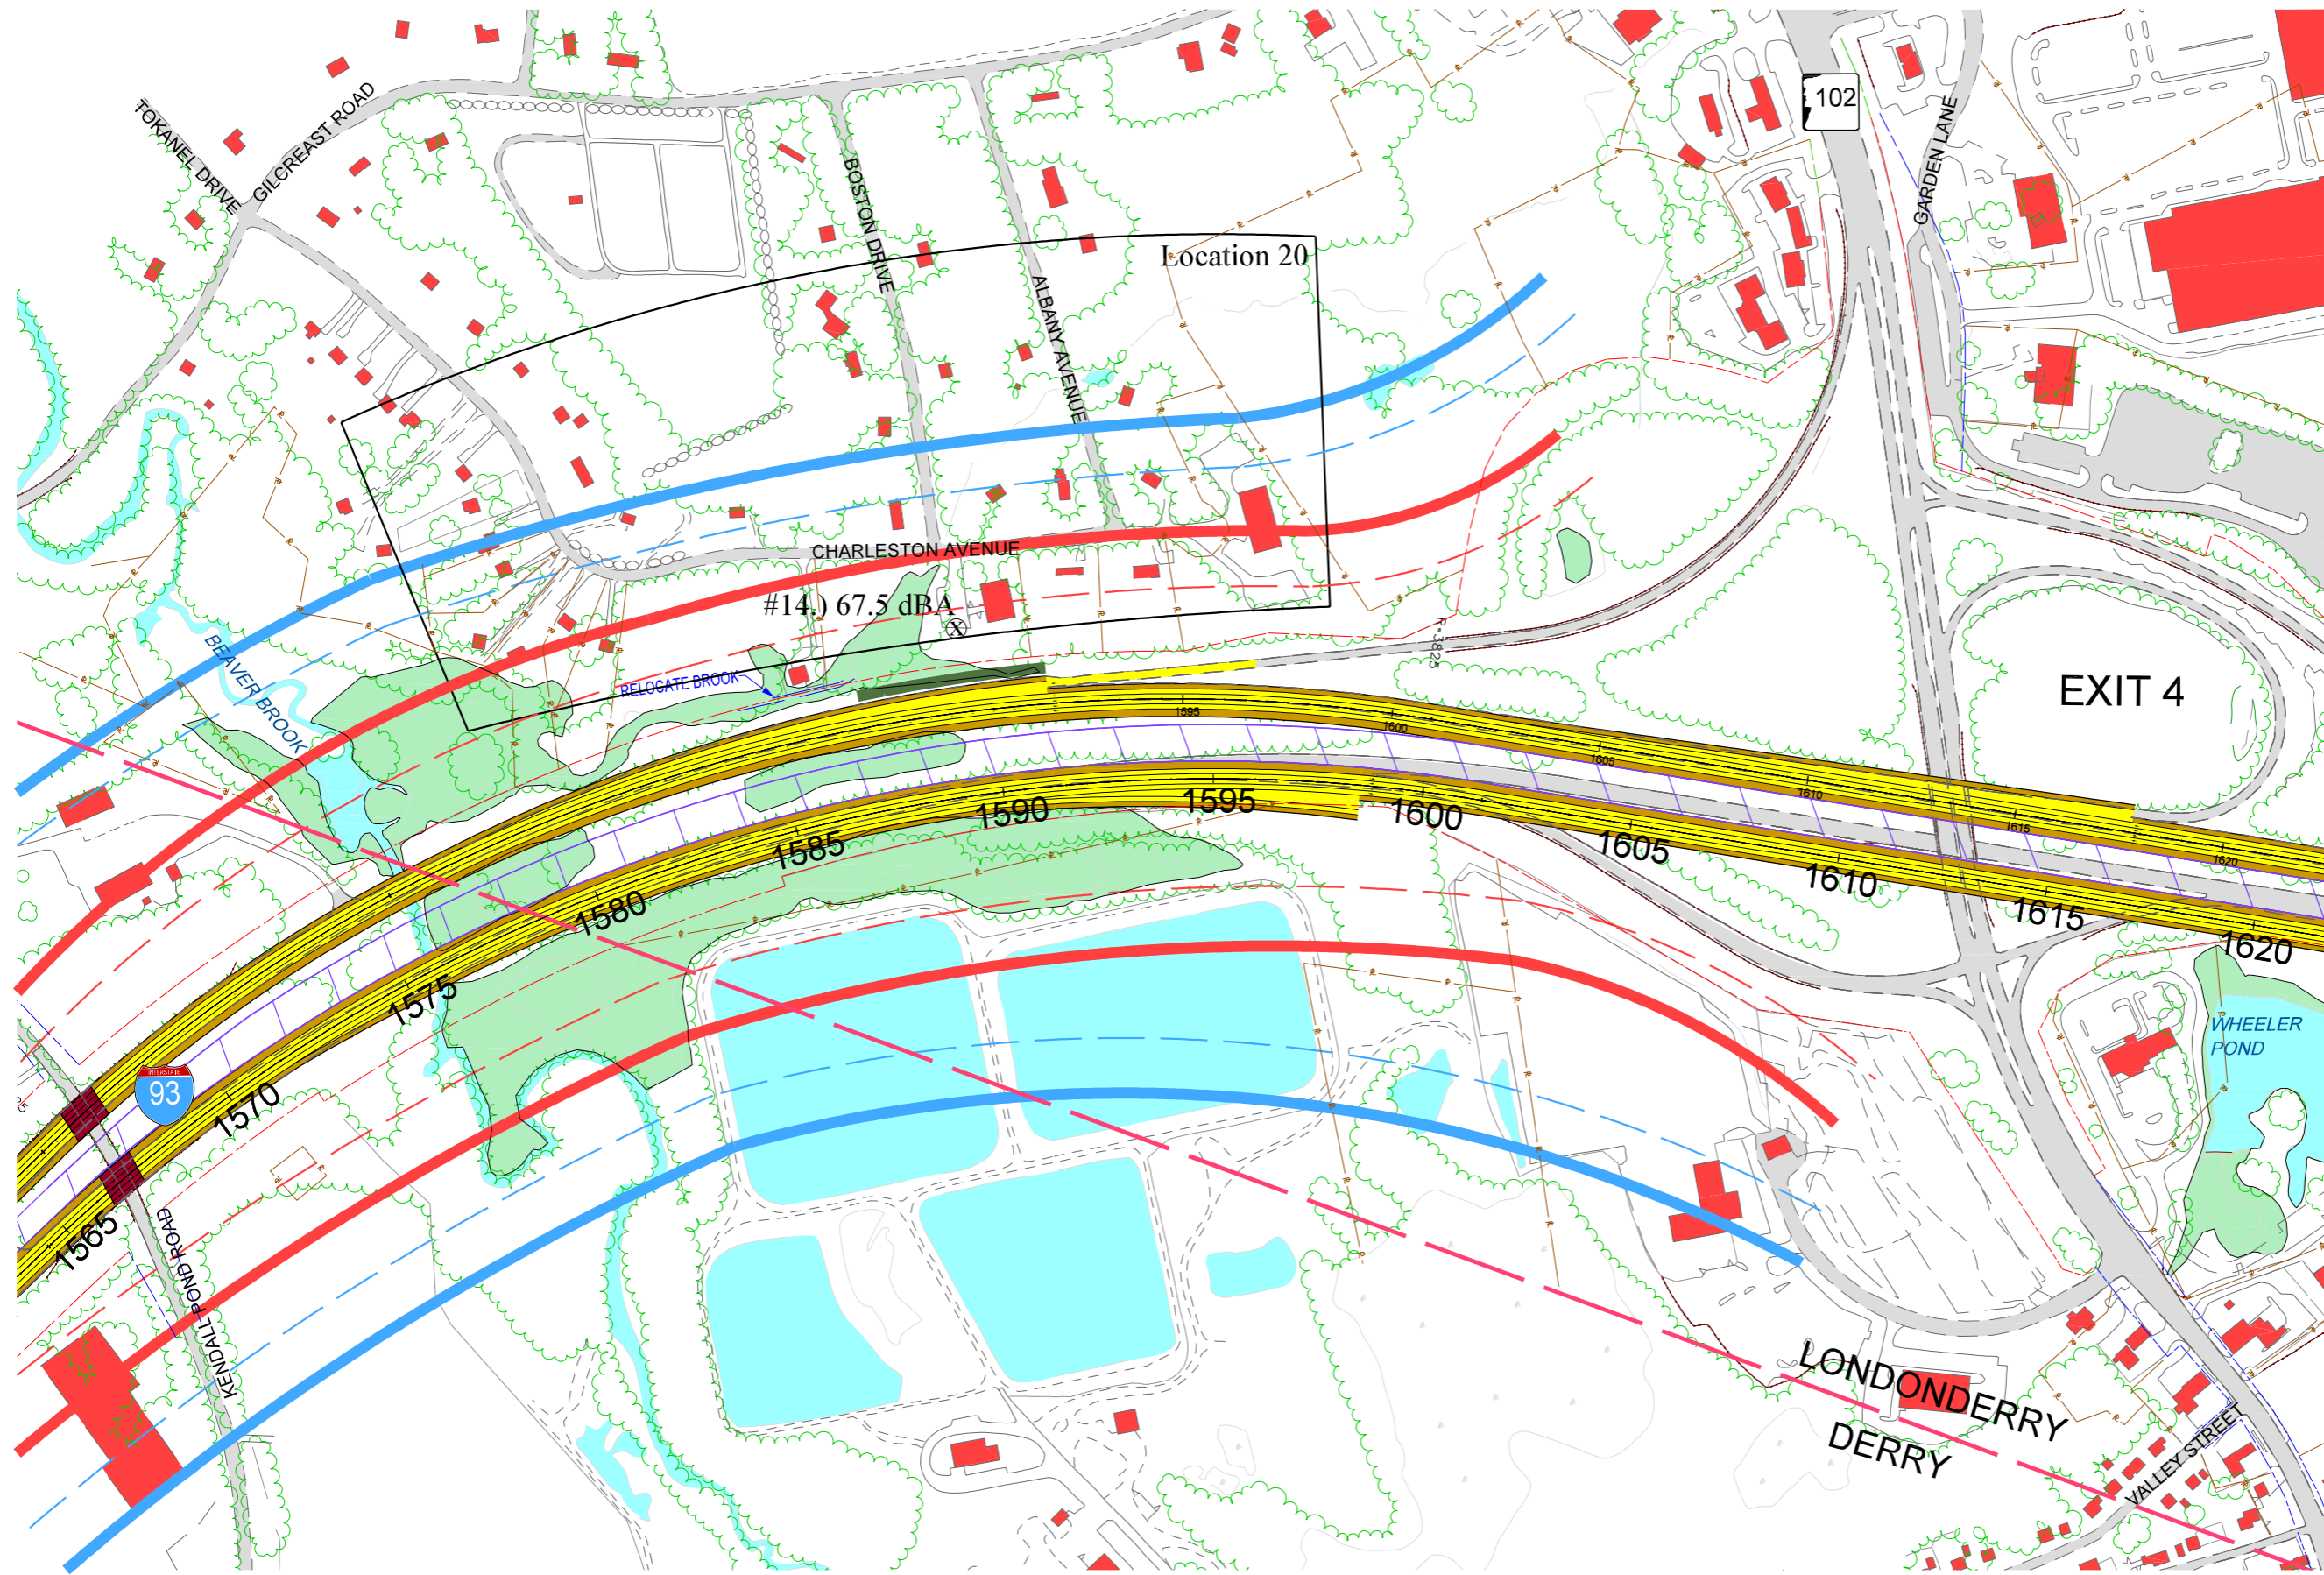 TOKANEL DRIVE
GILCREAST ROAD
102
GARDEN LANE
BOSTON DRIVE
ALBANY AVENUE
Location 20
CHARLESTON AVENUE
#14.) 67.5 dBA
X
BEAVER BROOK
RELOCATE BROOK
R-3825
EXIT 4
1595
1600
1605
1610
1615
1620
1565
1570
1575
1580
1585
1590
1595
1600
1605
1610
1615
1620
INTERSTATE
93
KENDALL POND ROAD
WHEELER
POND
LONDONDERRY
DERRY
VALLEY STREET